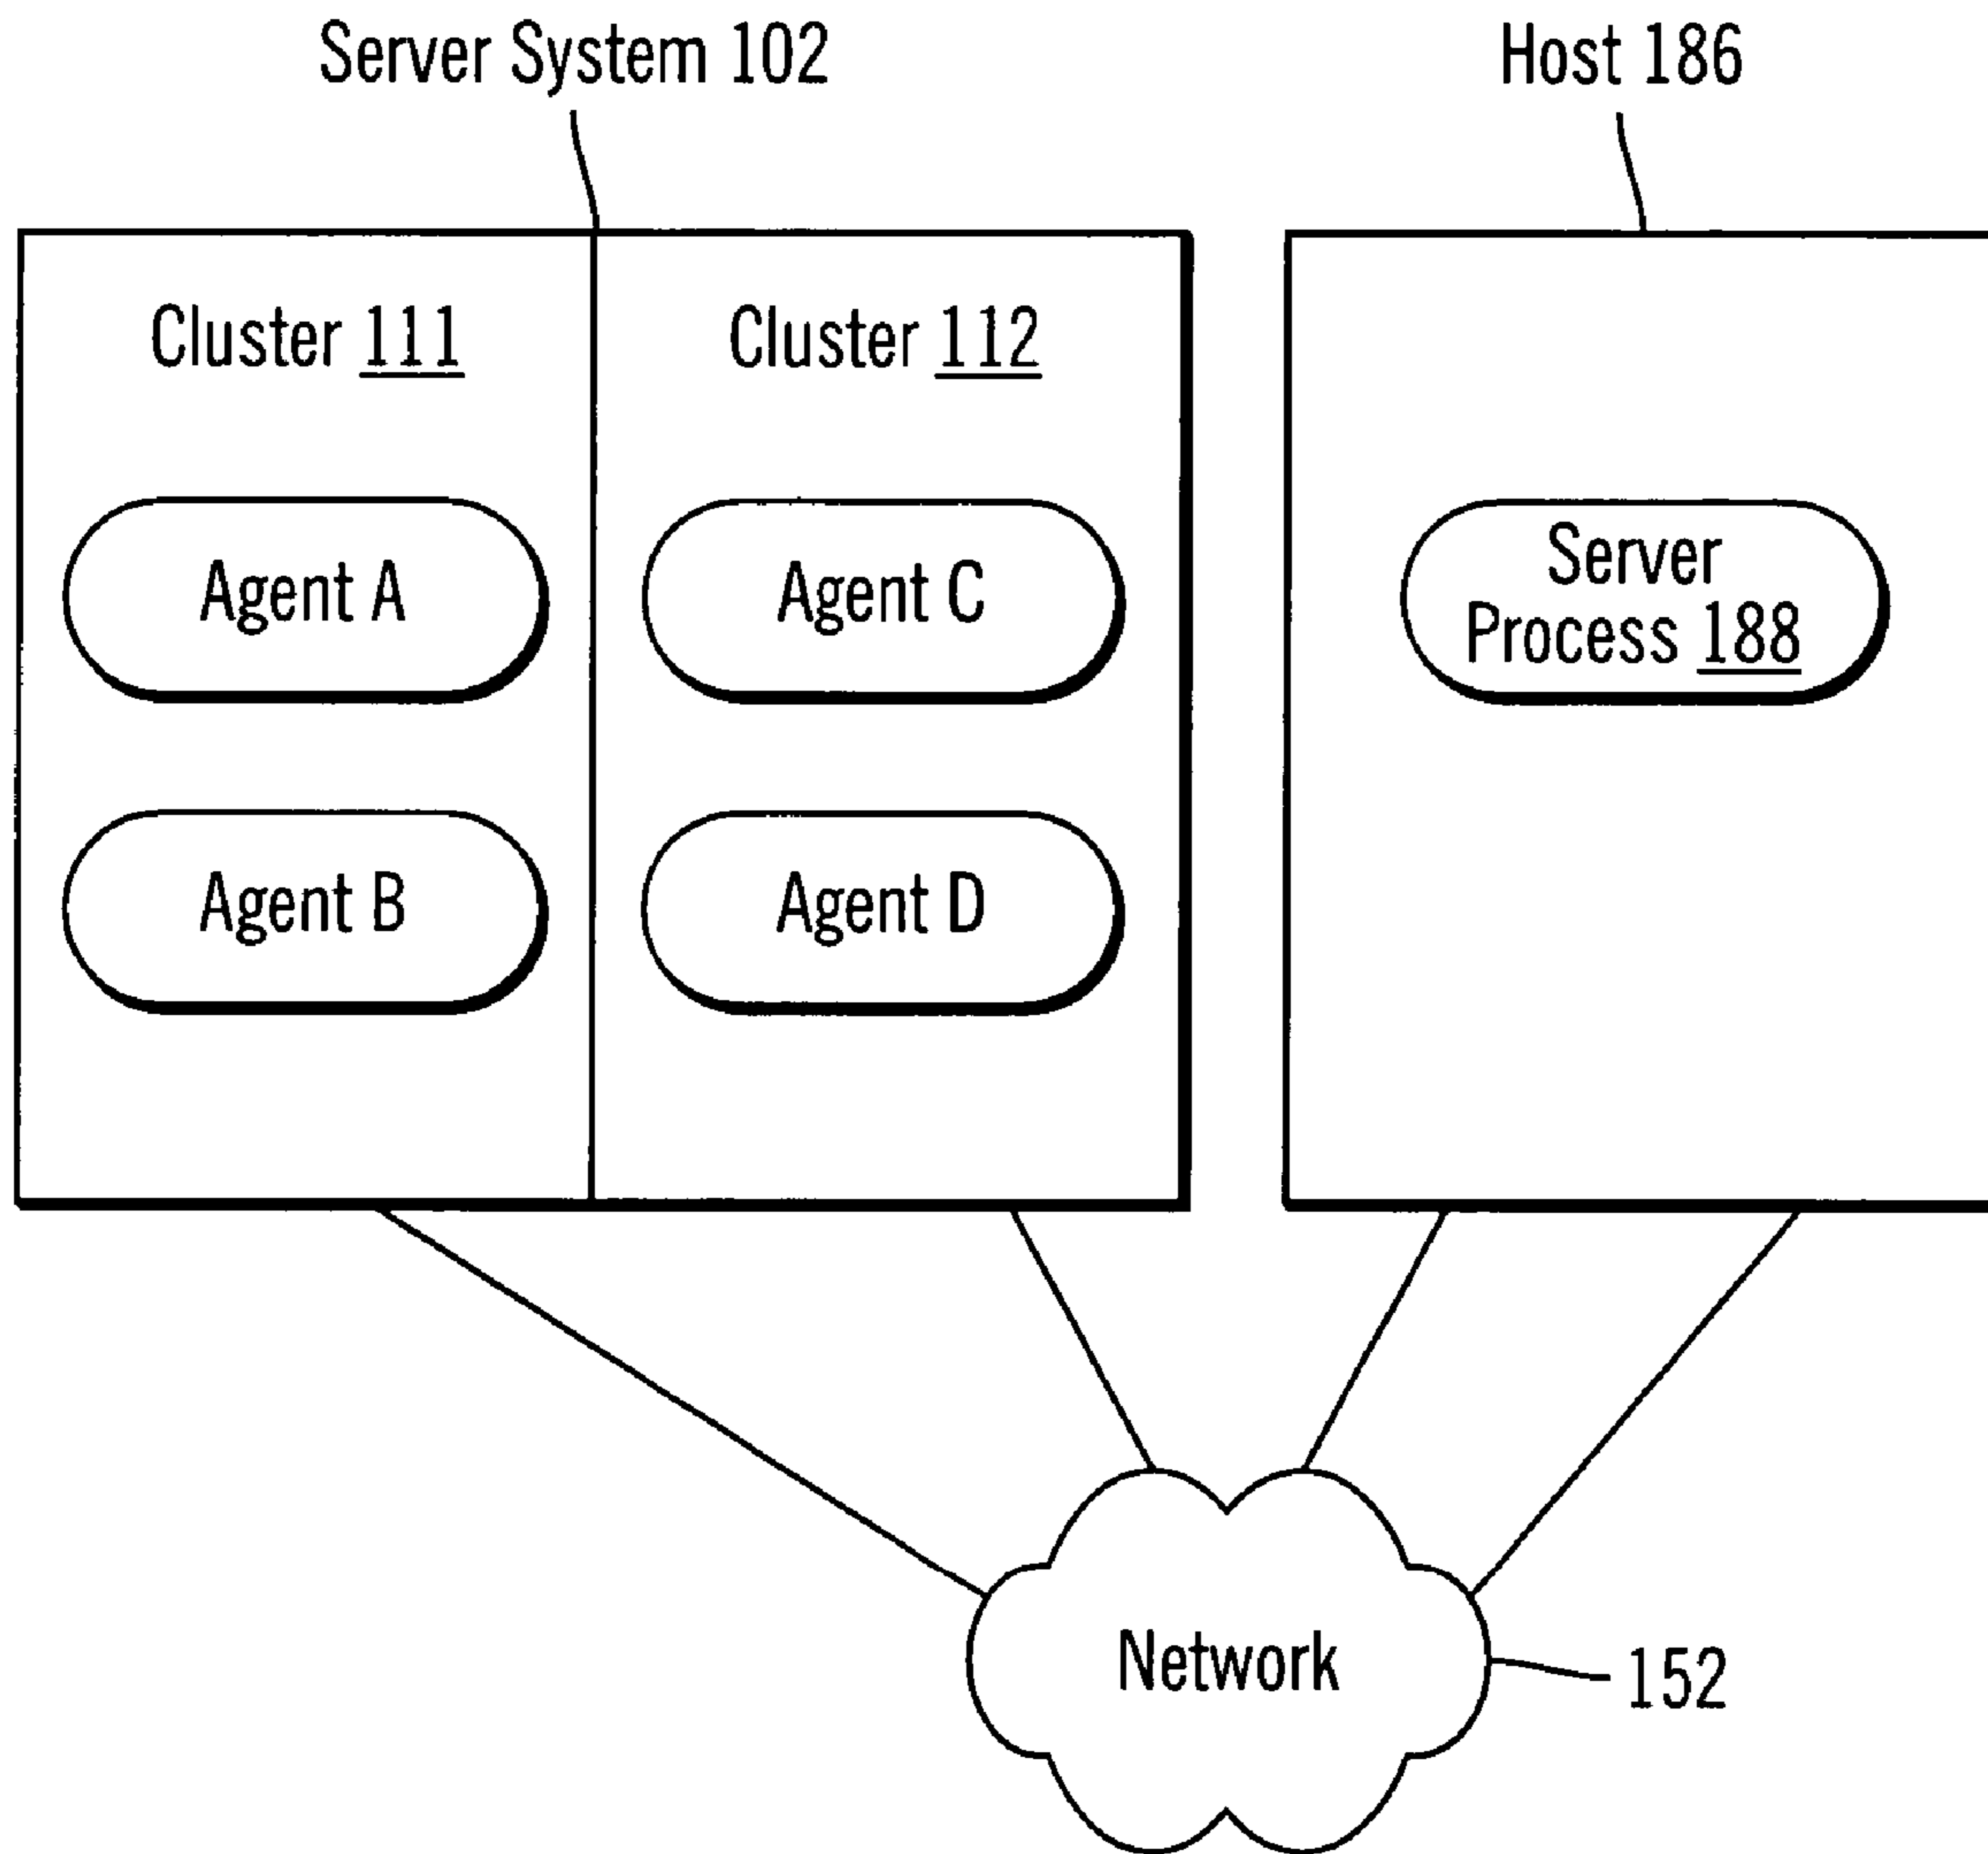 Server System 102
Host 186
Cluster 111
Cluster 112
Agent A
Agent C
Server
Process 188
Agent B
Agent D
Network
152